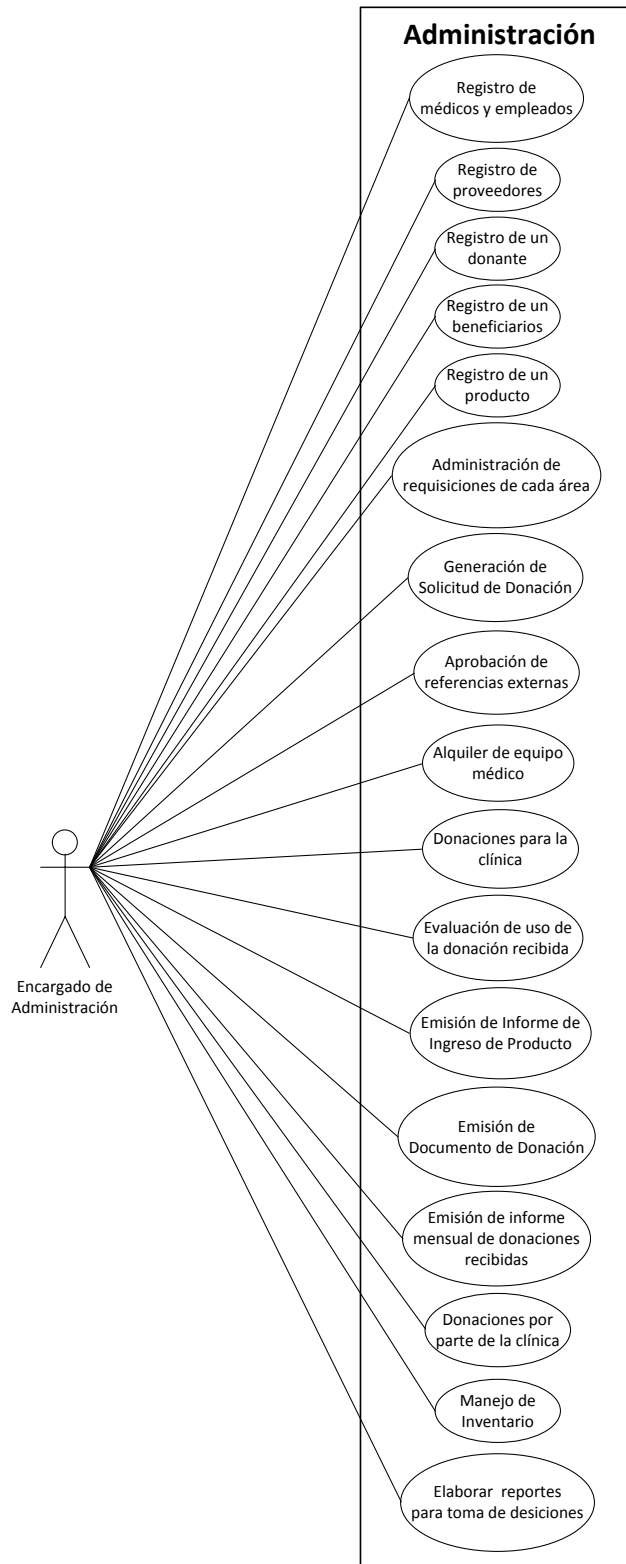 Administración
Registro de
médicos y empleados
Registro de
proveedores
Registro de un
donante
Registro de un
beneficiarios
Registro de un
producto
Administración de
requisiciones de cada área
Generación de
Solicitud de Donación
Aprobación de
referencias externas
Alquiler de equipo
médico
Donaciones para la
clínica
Evaluación de uso de
la donación recibida
Encargado de
Administración
Emisión de Informe de
Ingreso de Producto
Emisión de
Documento de Donación
Emisión de informe
mensual de donaciones
recibidas
Donaciones por
parte de la clínica
Manejo de
Inventario
Elaborar reportes
para toma de desiciones